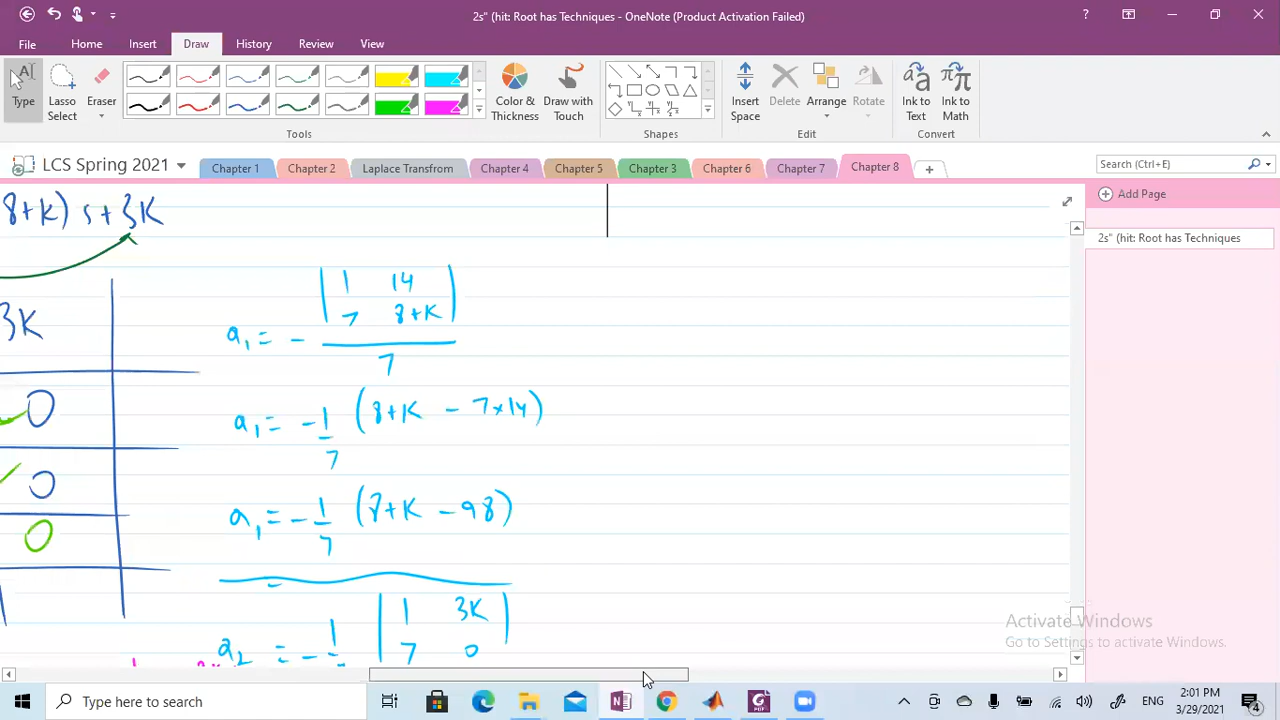 2s" (hit: Root has Techniques - OneNote (Product Activation Failed)
File Home Insert Draw History Review View
Type Lasso Select Eraser Color & Thickness Draw with Touch Insert Space Delete Arrange Rotate Ink to Text Ink to Math
Tools Shapes Edit Convert
LCS Spring 2021 Chapter 1 Chapter 2 Laplace Transfrom Chapter 4 Chapter 5 Chapter 3 Chapter 6 Chapter 7 Chapter 8 Search (Ctrl+E)
Add Page
2s" (hit: Root has Techniques
8+K) s+3K
1 14
7 8+K
a1 = -
7
3K
a1 = -1/7 (8+K - 7x14)
0
a1 = -1/7 (8+K - 98)
0
0
=
1 3K
a2 = -1
7 0
Activate Windows
Go to Settings to activate Windows.
Type here to search
ENG 2:01 PM
3/29/2021
4